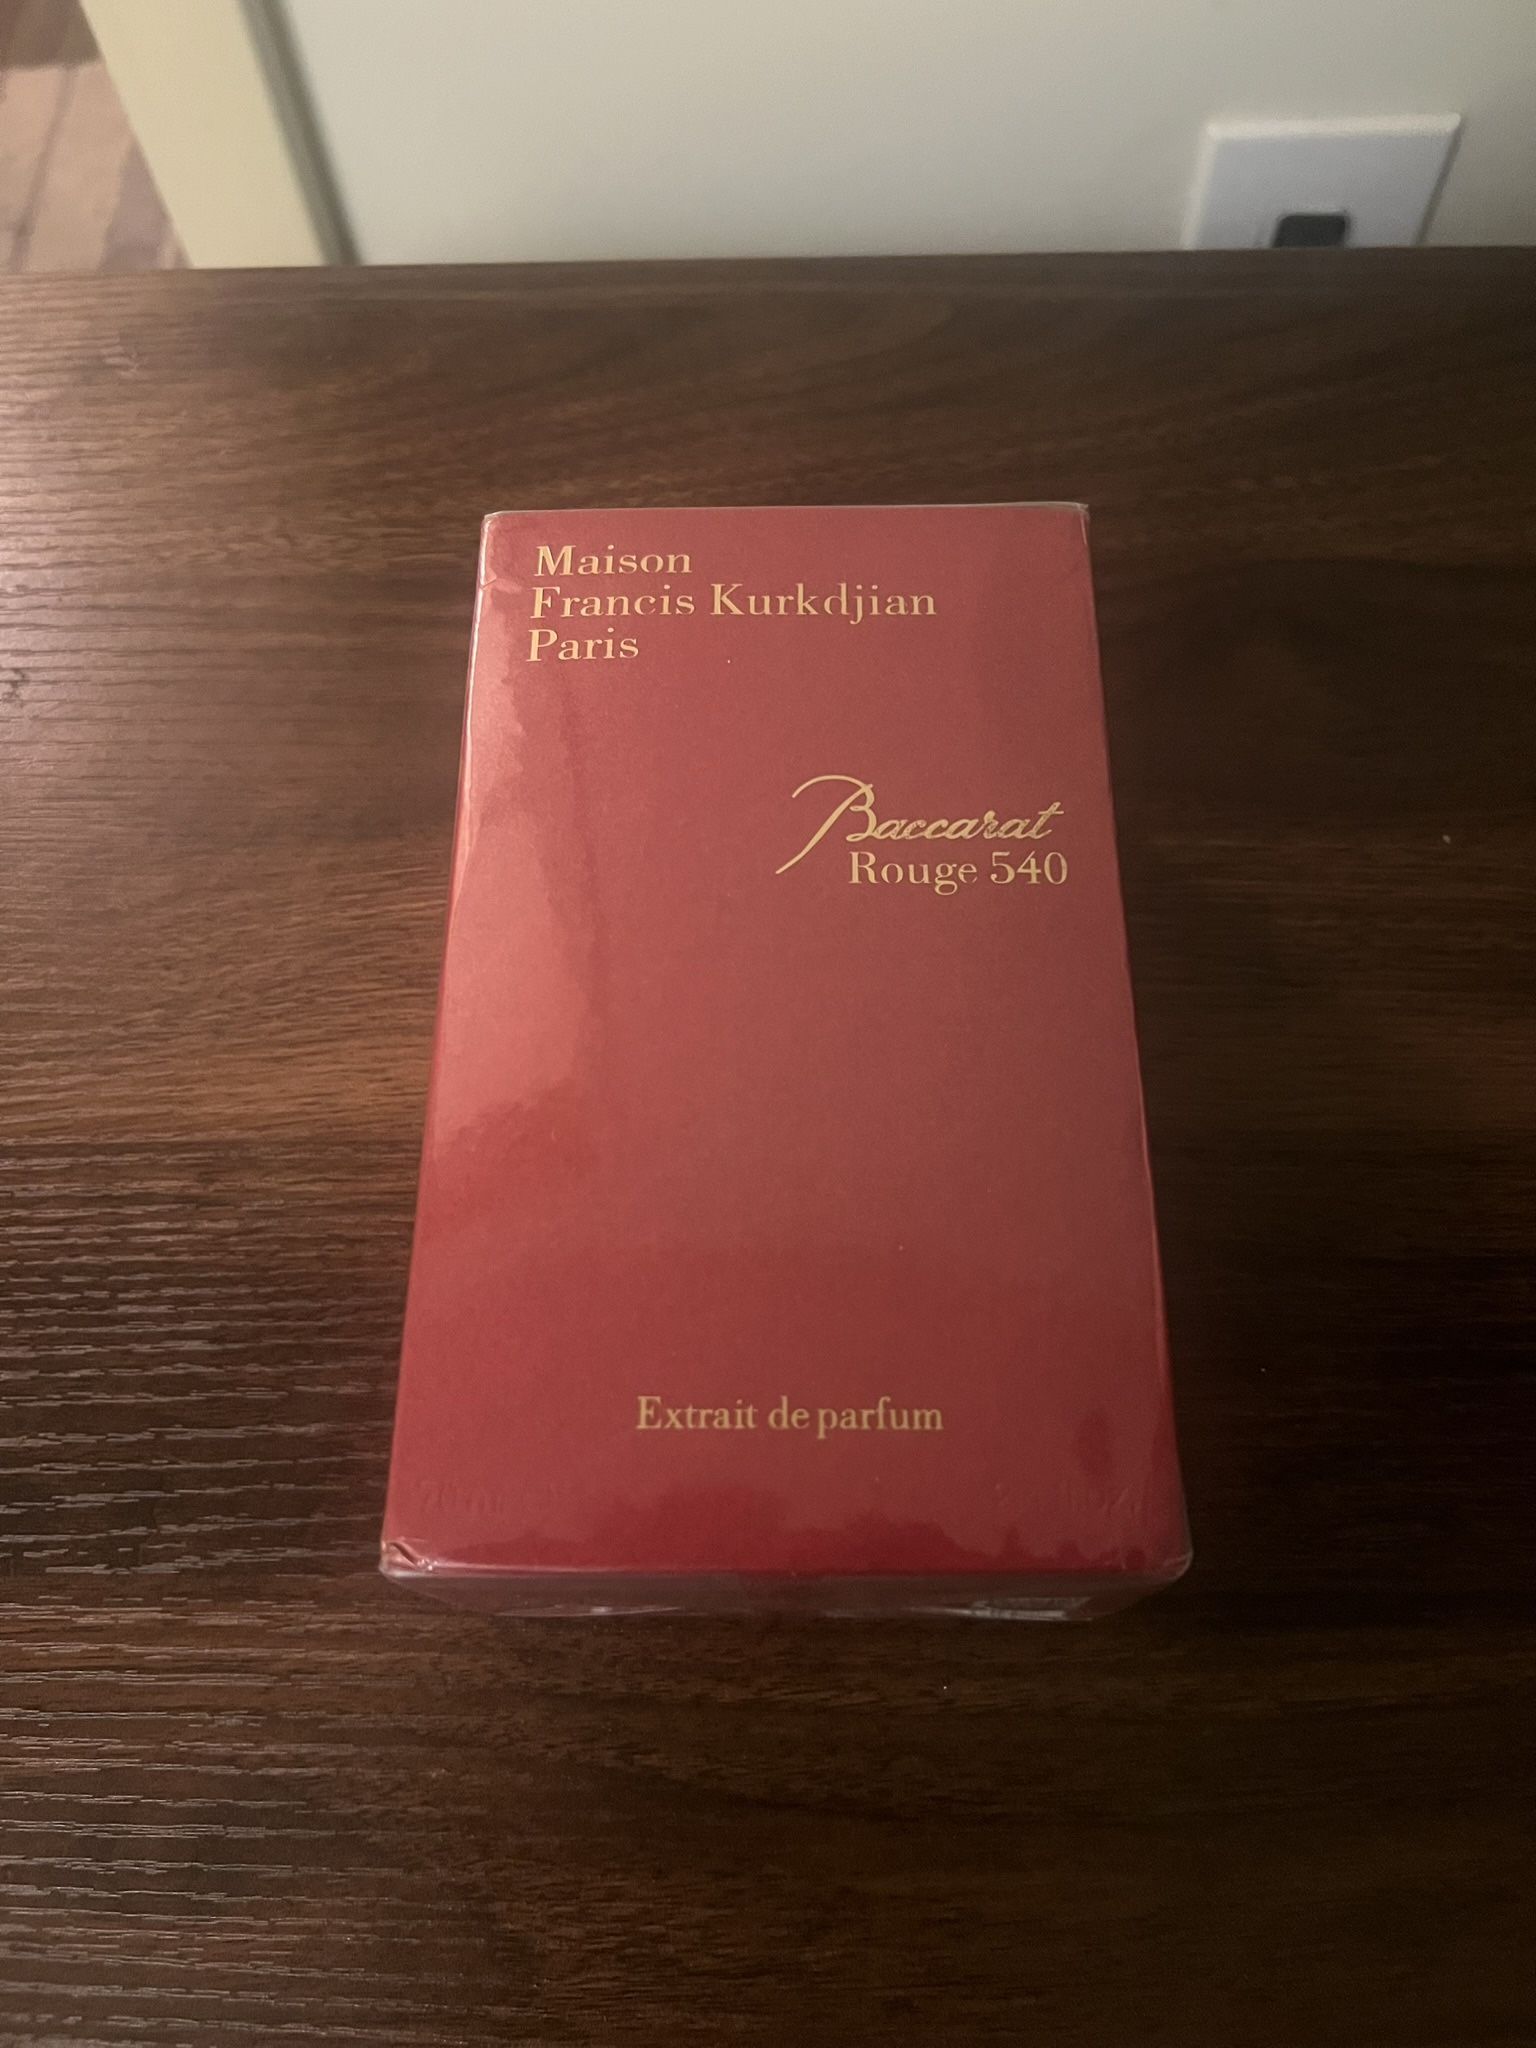 Maison
Francis Kurkdjian
Paris
Baccarat
Rouge 540
Extrait de parfum